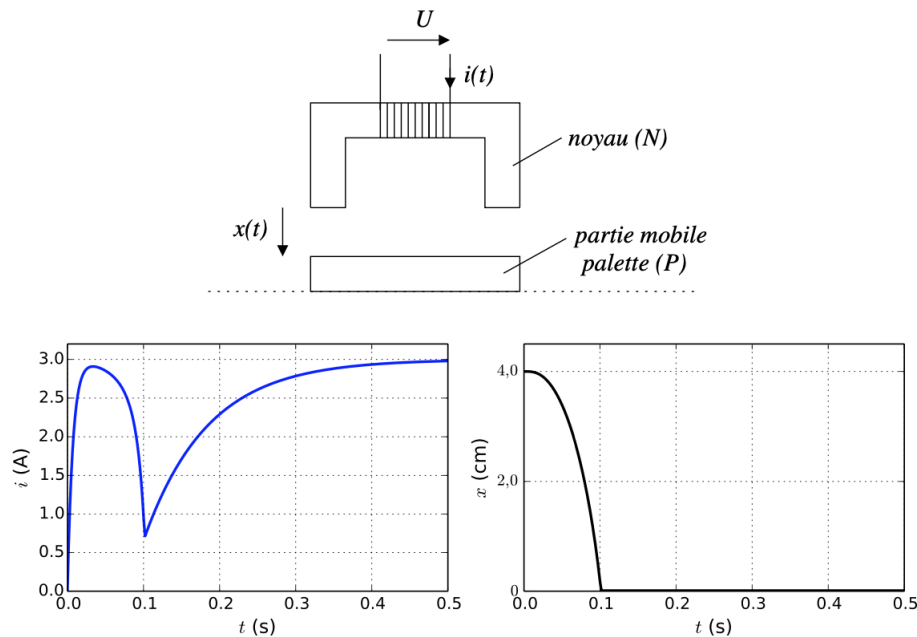 U
i(t)
noyau (N)
x(t)
partie mobile
palette (P)
3.0
2.5
2.0
1.5
1.0
0.5
0.0
i (A)
0.0 0.1 0.2 0.3 0.4 0.5
t (s)
4,0
2.0
0
x (cm)
0.0 0.1 0.2 0.3 0.4 0.5
t (s)